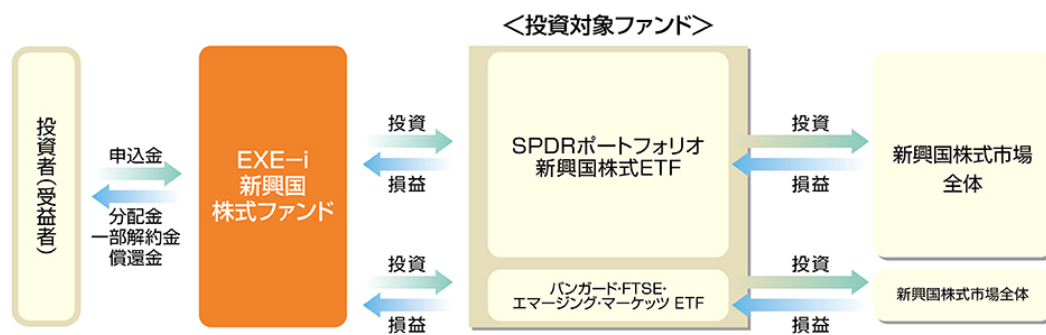 <投資対象ファンド>
投資者(受益者)
申込金
分配金
一部解約金
償還金
EXE-i
新興国
株式ファンド
投資
損益
SPDRポートフォリオ
新興国株式ETF
投資
損益
新興国株式市場
全体
投資
損益
バンガード・FTSE・
エマージング・マーケッツ ETF
投資
損益
新興国株式市場全体